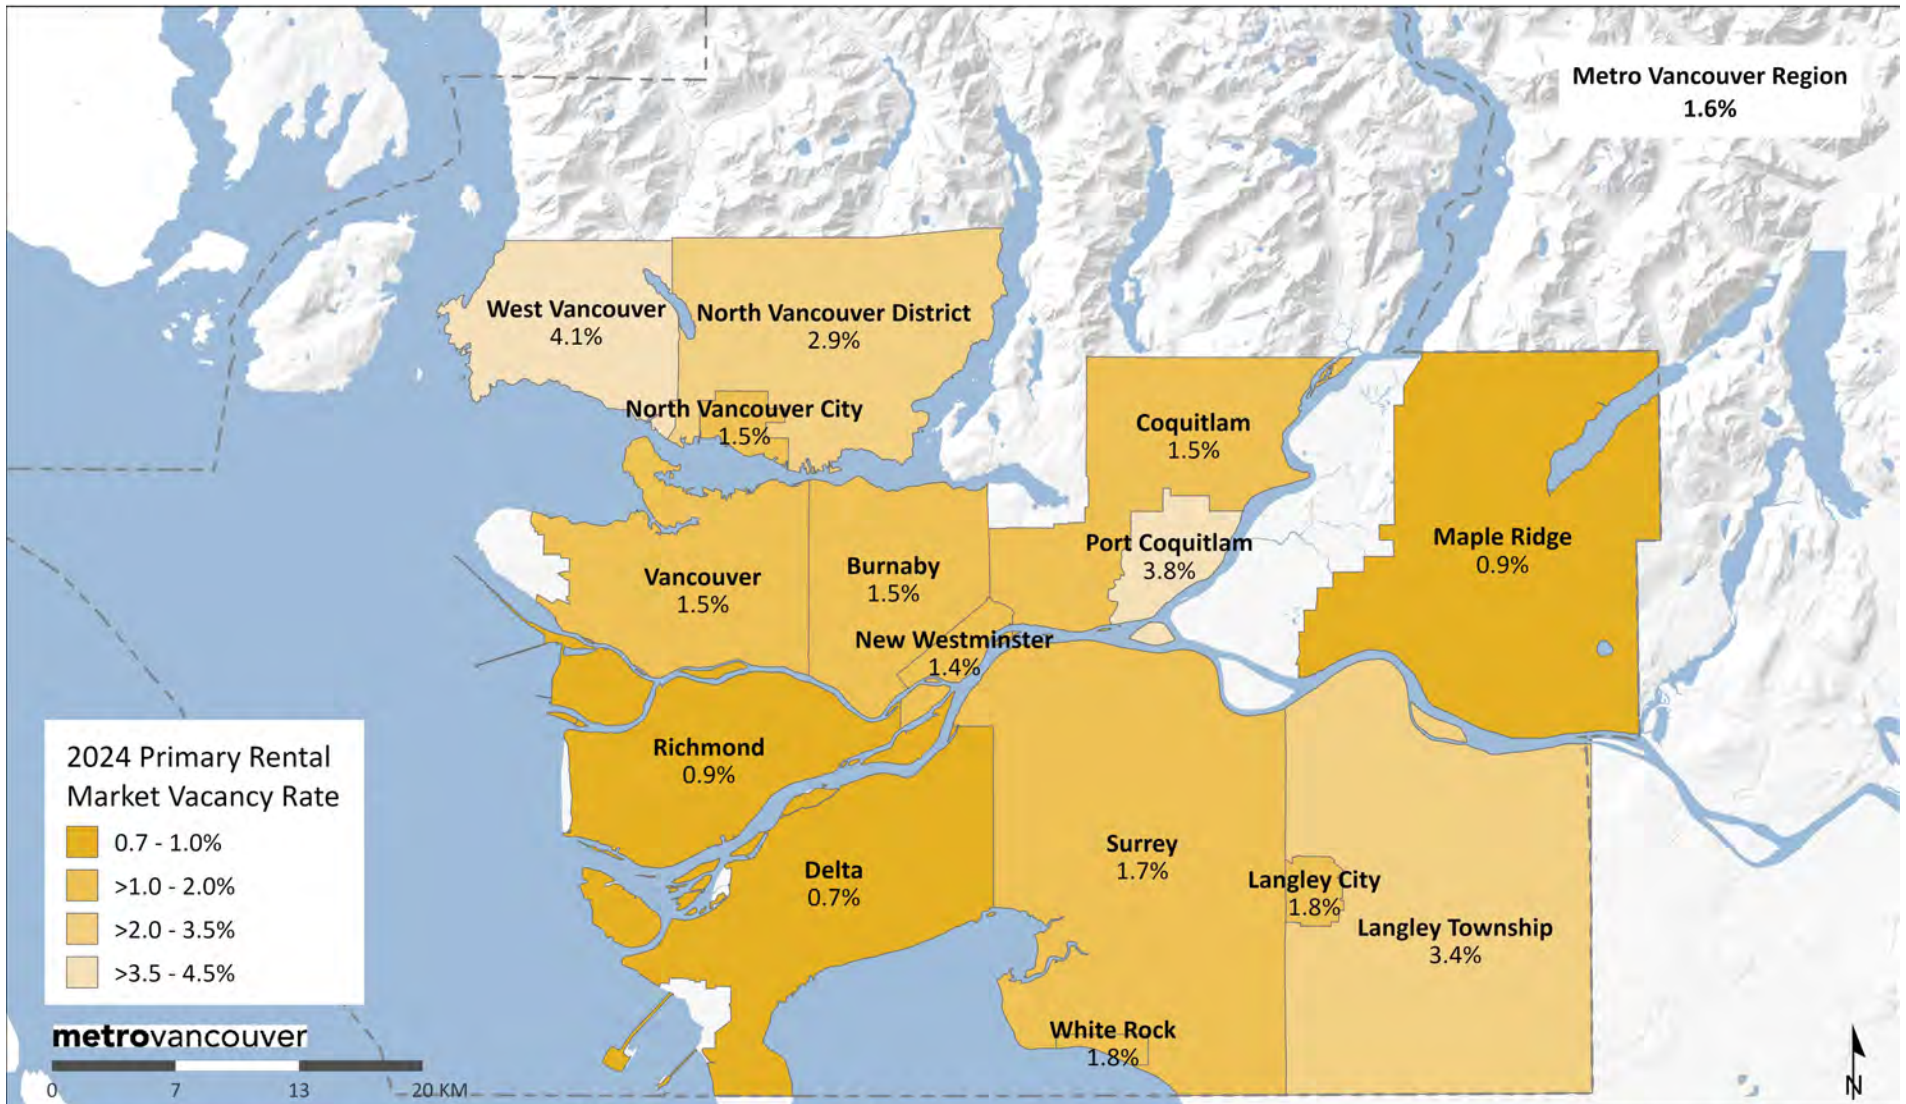 Metro Vancouver Region
1.6%
West Vancouver
4.1%
North Vancouver District
2.9%
North Vancouver City
1.5%
Coquitlam
1.5%
Port Coquitlam
3.8%
Maple Ridge
0.9%
Vancouver
1.5%
Burnaby
1.5%
New Westminster
1.4%
Richmond
0.9%
Delta
0.7%
Surrey
1.7%
Langley City
1.8%
Langley Township
3.4%
White Rock
1.8%
2024 Primary Rental
Market Vacancy Rate
0.7 - 1.0%
>1.0 - 2.0%
>2.0 - 3.5%
>3.5 - 4.5%
metrovancouver
0 7 13 20 KM
N